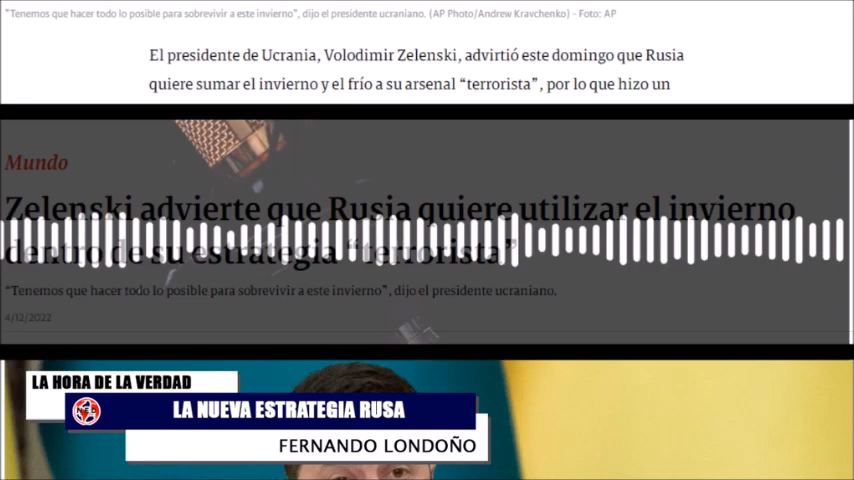 “Tenemos que hacer todo lo posible para sobrevivir a este invierno”, dijo el presidente ucraniano. (AP Photo/Andrew Kravchenko) - Foto: AP
El presidente de Ucrania, Volodimir Zelenski, advirtió este domingo que Rusia
quiere sumar el invierno y el frío a su arsenal “terrorista”, por lo que hizo un
Mundo
Zelenski advierte que Rusia quiere utilizar el invierno
dentro de su estrategia “terrorista”
“Tenemos que hacer todo lo posible para sobrevivir a este invierno”, dijo el presidente ucraniano.
4/12/2022
LA HORA DE LA VERDAD
NED
LA NUEVA ESTRATEGIA RUSA
FERNANDO LONDOÑO